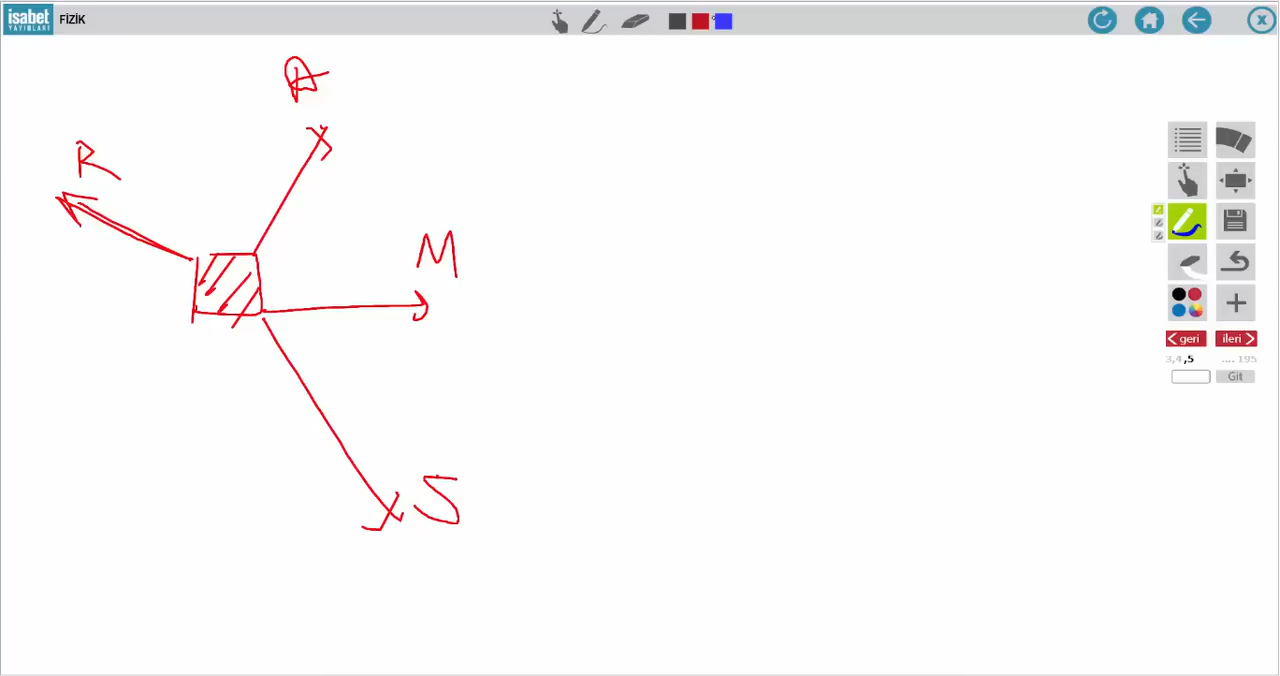 isabet
YAYINLARI
FİZİK
A
R
M
S
geri
ileri
3,4,5
.... 195
Git